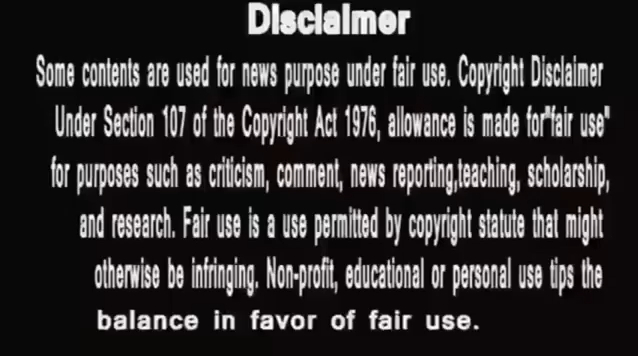 Disclaimer
Some contents are used for news purpose under fair use. Copyright Disclaimer
Under Section 107 of the Copyright Act 1976, allowance is made for"fair use"
for purposes such as criticism, comment, news reporting,teaching, scholarship,
and research. Fair use is a use permitted by copyright statute that might
otherwise be infringing. Non-profit, educational or personal use tips the
balance in favor of fair use.